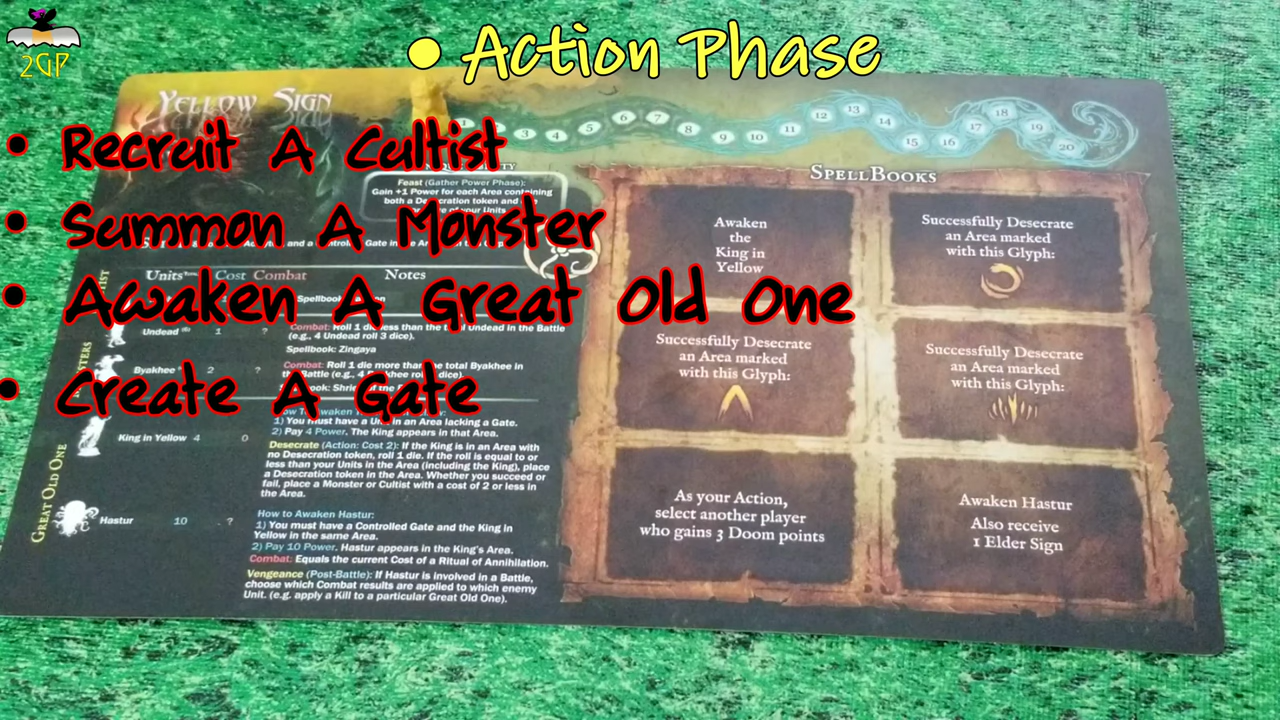 2GP
• Action Phase
YELLOW SIGN
3 4 5 6 7 8 9 10 11 12 13 14 15 16 17 18 19 20
• Recruit A Cultist
• Summon A Monster
• Awaken A Great Old One
• Create A Gate
Feast (Gather Power Phase):
Gain +1 Power for each Area containing
both a Desecration token and
of your Units
and a Gate in the
Units Cost Combat Notes
Spellbook:
Undead 1 ?
Combat: Roll 1 die less than the total Undead in the Battle
(e.g., 4 Undead roll 3 dice).
Spellbook: Zingaya
Byakhee 2 ?
Combat: Roll 1 die more than the total Byakhee in
the Battle (e.g., 4 Byakhee roll dice).
GREAT OLD ONE
King in Yellow 4 0
1) You must have a Unit in an Area lacking a Gate.
2) Pay 4 Power. The King appears in that Area.
Desecrate (Action: Cost 2): If the King is in an Area with
no Desecration token, roll 1 die. If the roll is equal to or
less than your Units in the Area (including the King), place
a Desecration token in the Area. Whether you succeed or
fail, place a Monster or Cultist with a cost of 2 or less in
the Area.
Hastur 10 ?
How to Awaken Hastur:
1) You must have a Controlled Gate and the King in
Yellow in the same Area.
2) Pay 10 Power. Hastur appears in the King's Area.
Combat: Equals the current Cost of a Ritual of Annihilation.
Vengeance (Post-Battle): If Hastur is involved in a Battle,
choose which Combat results are applied to which enemy
Unit. (e.g. apply a Kill to a particular Great Old One).
SPELLBOOKS
Awaken
the
King in
Yellow
Successfully Desecrate
an Area marked
with this Glyph:
Successfully Desecrate
an Area marked
with this Glyph:
Successfully Desecrate
an Area marked
with this Glyph:
As your Action,
select another player
who gains 3 Doom points
Awaken Hastur
Also receive
1 Elder Sign